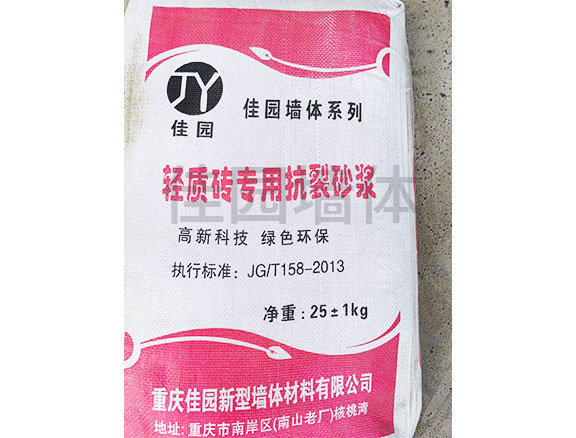 JY
佳园
佳园墙体系列
轻质砖专用抗裂砂浆
佳园墙体
高新科技 绿色环保
执行标准: JG/T158-2013
净重: 25±1kg
重庆佳园新型墙体材料有限公司
地址: 重庆市南岸区(南山老厂)核桃湾